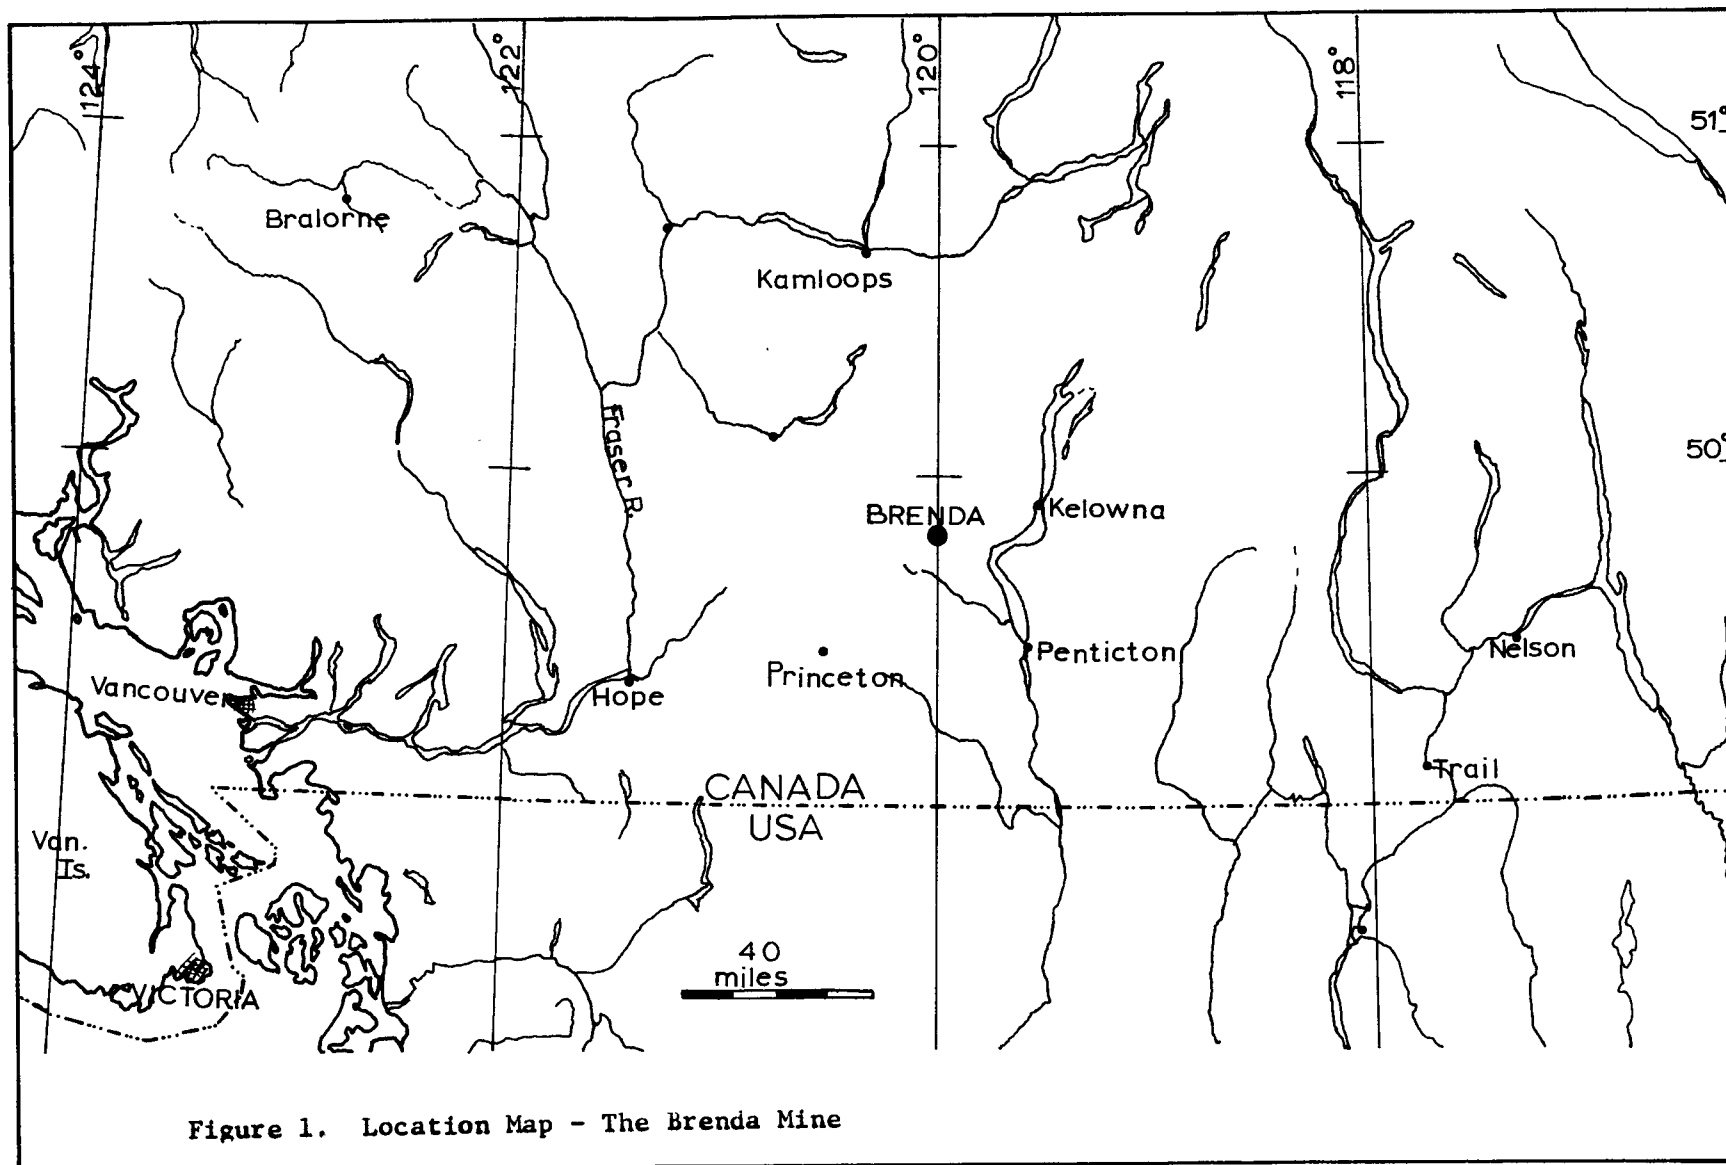 124°
122°
120°
118°
51°
Bralorne
Kamloops
Fraser R.
50°
BRENDA
Kelowna
Vancouver
Hope
Princeton
Penticton
Nelson
Trail
CANADA
USA
Van.
Is.
VICTORIA
40
miles
Figure 1. Location Map - The Brenda Mine